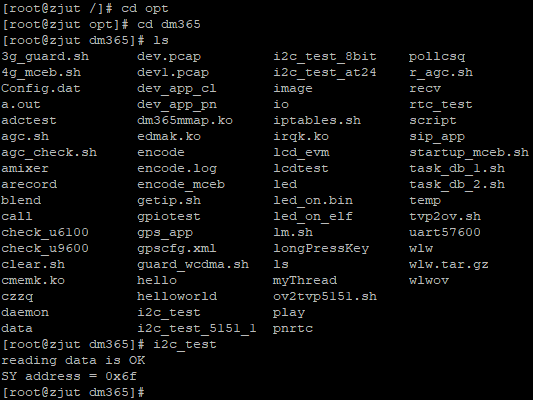 [root@zjut /]# cd opt
[root@zjut opt]# cd dm365
[root@zjut dm365]# ls
3g_guard.sh dev.pcap i2c_test_8bit pollcsq
4g_mceb.sh dev1.pcap i2c_test_at24 r_agc.sh
Config.dat dev_app_cl image recv
a.out dev_app_pn io rtc_test
adctest dm365mmap.ko iptables.sh script
agc.sh edmak.ko irqk.ko sip_app
agc_check.sh encode lcd_evm startup_mceb.sh
amixer encode.log lcdtest task_db_1.sh
arecord encode_mceb led task_db_2.sh
blend getip.sh led_on.bin temp
call gpiotest led_on_elf tvp2ov.sh
check_u6100 gps_app lm.sh uart57600
check_u9600 gpscfg.xml longPressKey wlw
clear.sh guard_wcdma.sh ls wlw.tar.gz
cmemk.ko hello myThread wlwov
czzq helloworld ov2tvp5151.sh
daemon i2c_test play
data i2c_test_5151_1 pnrtc
[root@zjut dm365]# i2c_test
reading data is OK
SY address = 0x6f
[root@zjut dm365]#